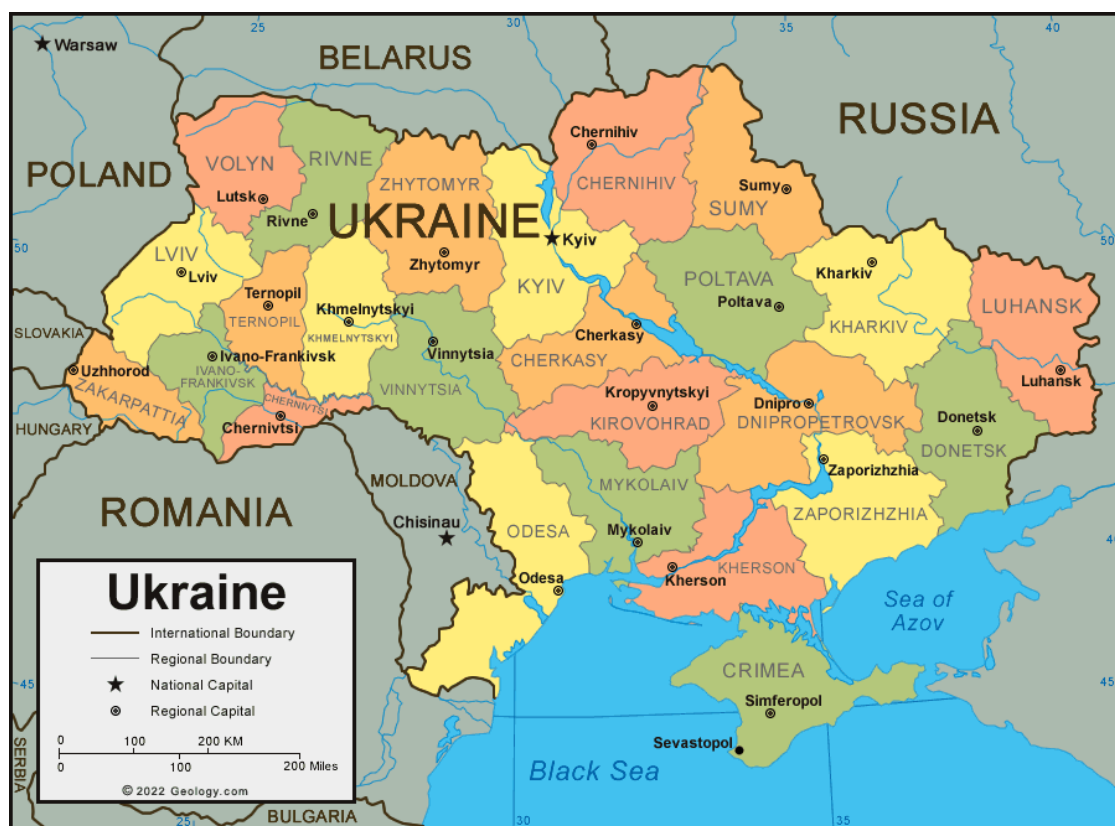 25
30
35
40
Warsaw
BELARUS
RUSSIA
POLAND
Chernihiv
CHERNIHIV
VOLYN
RIVNE
ZHYTOMYR
Sumy
SUMY
Lutsk
Rivne
UKRAINE
Kyiv
50
50
LVIV
Lviv
Zhytomyr
KYIV
POLTAVA
Poltava
Kharkiv
KHARKIV
LUHANSK
Ternopil
TERNOPIL
Khmelnytskyi
KHMELNYTSKYI
Cherkasy
CHERKASY
SLOVAKIA
Uzhhorod
ZAKARPATTIA
Ivano-Frankivsk
IVANO-
FRANKIVSK
Vinnytsia
VINNYTSIA
Luhansk
CHERNIVTSI
Chernivtsi
Kropyvnytskyi
KIROVOHRAD
Dnipro
DNIPROPETROVSK
Donetsk
DONETSK
HUNGARY
MOLDOVA
Zaporizhzhia
ZAPORIZHZHIA
MYKOLAIV
Mykolaiv
ROMANIA
Chisinau
ODESA
Odesa
Kherson
KHERSON
Sea of
Azov
CRIMEA
Simferopol
Sevastopol
Black Sea
45
45
SERBIA
BULGARIA
25
30
35
Ukraine
International Boundary
Regional Boundary
National Capital
Regional Capital
0 100 200 KM
0 100 200 Miles
© 2022 Geology.com